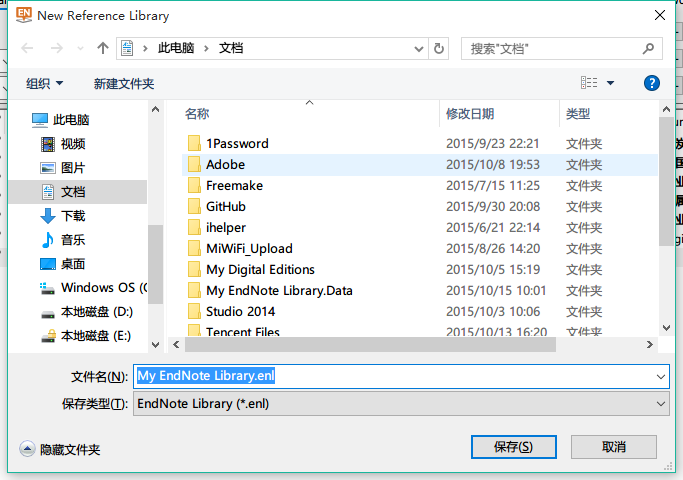 EN New Reference Library
此电脑 文档 搜索"文档"
组织 新建文件夹
名称 修改日期 类型
此电脑
视频
图片
文档
下载
音乐
桌面
Windows OS (C
本地磁盘 (D:)
本地磁盘 (E:)
1Password 2015/9/23 22:21 文件夹
Adobe 2015/10/8 19:53 文件夹
Freemake 2015/7/15 11:25 文件夹
GitHub 2015/9/30 20:08 文件夹
ihelper 2015/6/21 22:14 文件夹
MiWiFi_Upload 2015/8/26 14:20 文件夹
My Digital Editions 2015/10/5 15:19 文件夹
My EndNote Library.Data 2015/10/15 10:01 文件夹
Studio 2014 2015/10/3 10:06 文件夹
Tencent Files 2015/10/13 16:20 文件夹
文件名(N): My EndNote Library.enl
保存类型(T): EndNote Library (*.enl)
隐藏文件夹 保存(S) 取消